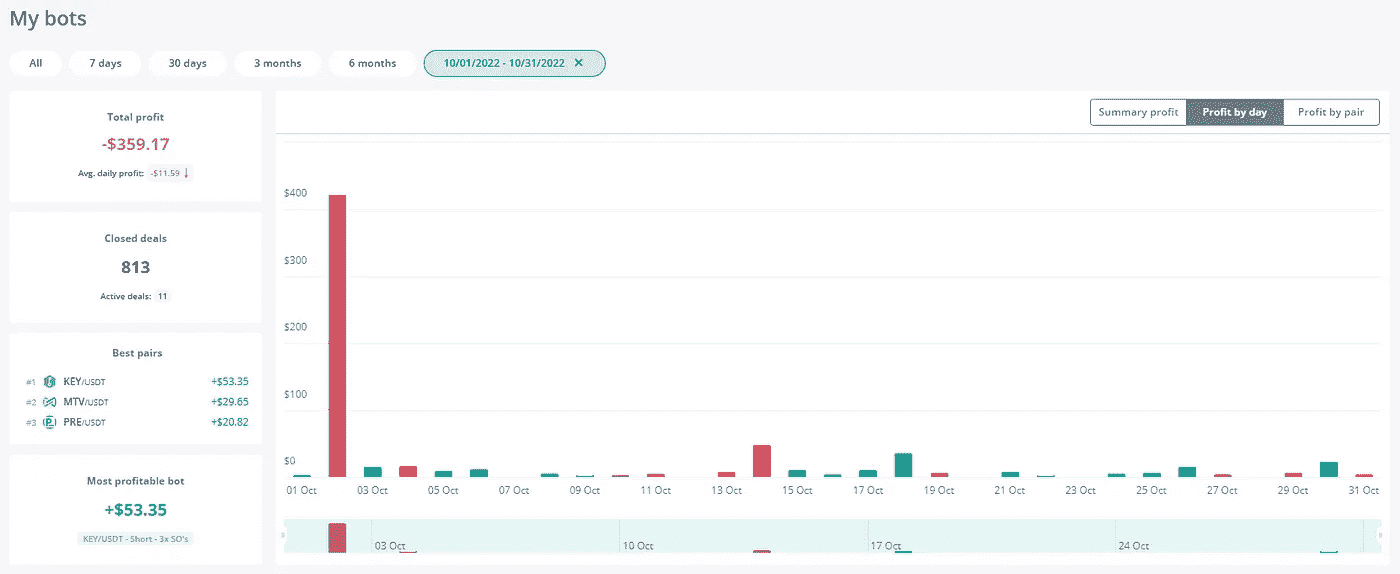 My bots
All 7 days 30 days 3 months 6 months 10/01/2022 - 10/31/2022 ✕
Total profit
-$359.17
Avg. daily profit: -$11.59 ↓
Closed deals
813
Active deals: 11
Best pairs
#1 KEY/USDT +$53.35
#2 MTV/USDT +$29.65
#3 PRE/USDT +$20.82
Most profitable bot
+$53.35
KEY/USDT - Short - 3x SO's
Summary profit Profit by day Profit by pair
$400
$300
$200
$100
$0
01 Oct 03 Oct 05 Oct 07 Oct 09 Oct 11 Oct 13 Oct 15 Oct 17 Oct 19 Oct 21 Oct 23 Oct 25 Oct 27 Oct 29 Oct 31 Oct
03 Oct 10 Oct 17 Oct 24 Oct